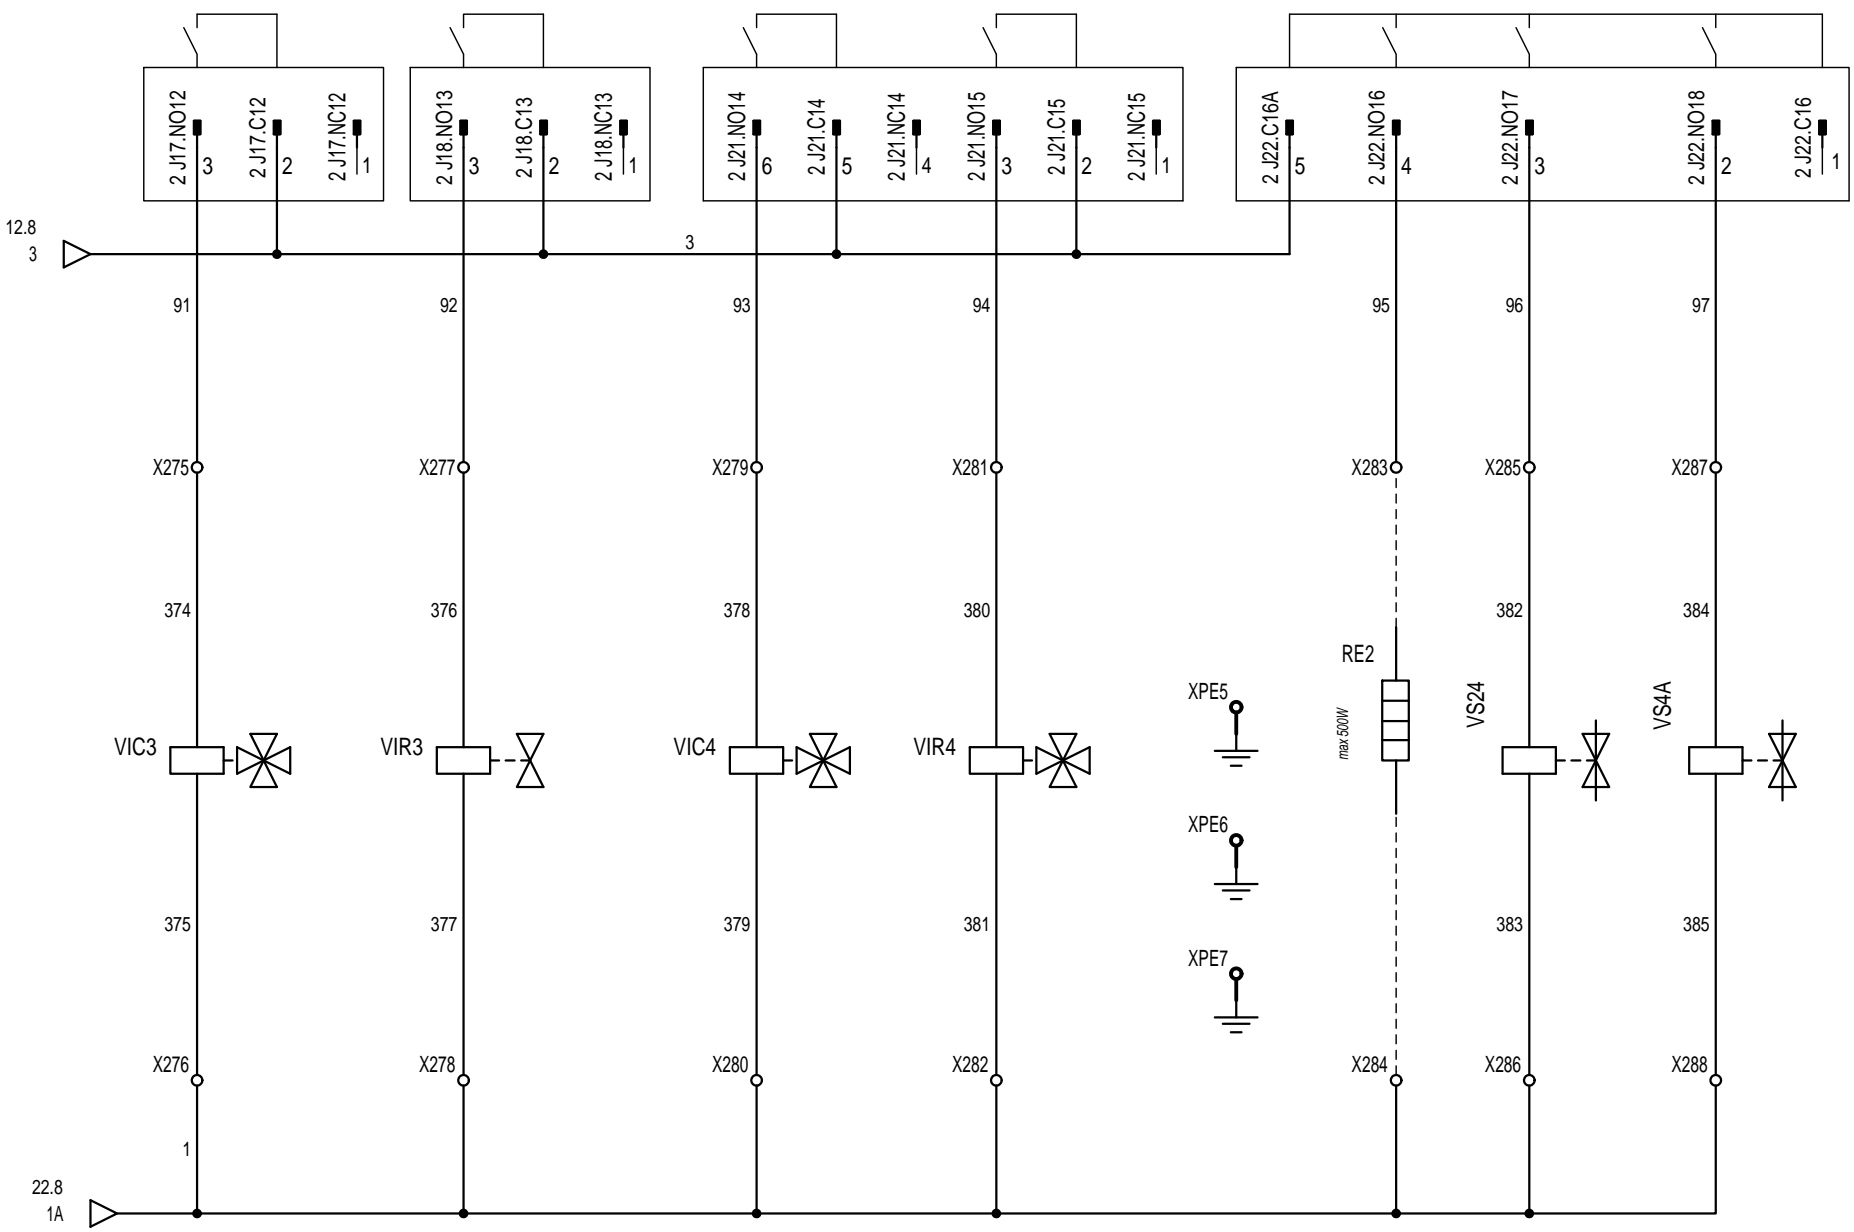 2 J17.NO12
3
2 J17.C12
2
2 J17.NC12
1
2 J18.NO13
3
2 J18.C13
2
2 J18.NC13
1
2 J21.NO14
6
2 J21.C14
5
2 J21.NC14
4
2 J21.NO15
3
2 J21.C15
2
2 J21.NC15
1
2 J22.C16A
5
2 J22.NO16
4
2 J22.NO17
3
2 J22.NO18
2
2 J22.C16
1
12.8
3
3
91
92
93
94
95
96
97
X275
X277
X279
X281
X283
X285
X287
374
376
378
380
382
384
RE2
max 500W
XPE5
VS24
VS4A
VIC3
VIR3
VIC4
VIR4
XPE6
375
377
379
381
383
385
XPE7
X276
X278
X280
X282
X284
X286
X288
1
22.8
1A